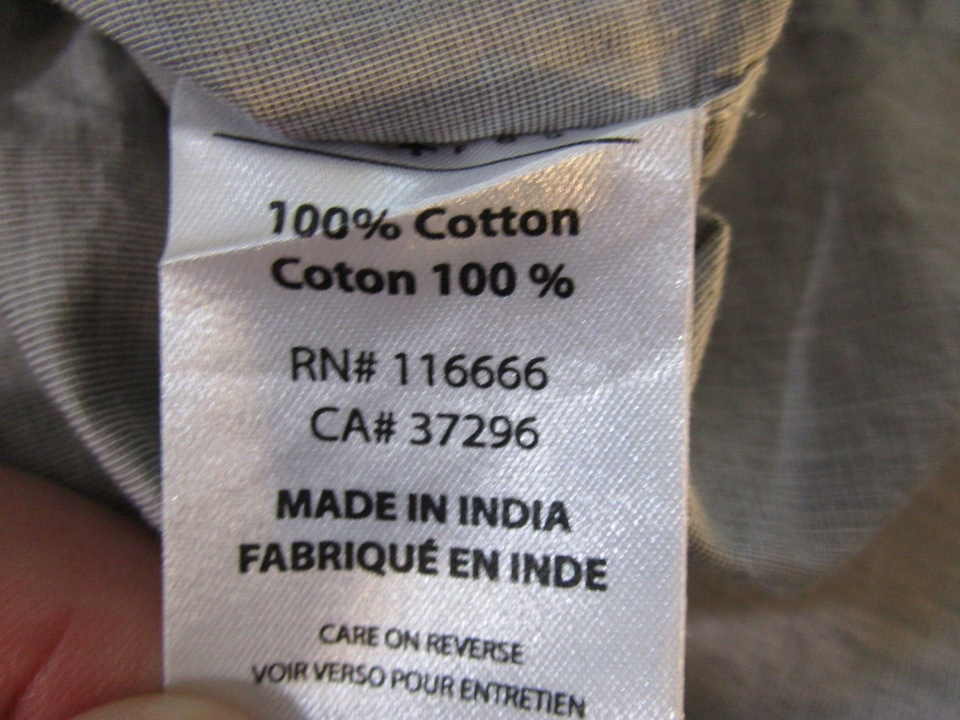 100% Cotton
Coton 100 %
RN# 116666
CA# 37296
MADE IN INDIA
FABRIQUÉ EN INDE
CARE ON REVERSE
VOIR VERSO POUR ENTRETIEN